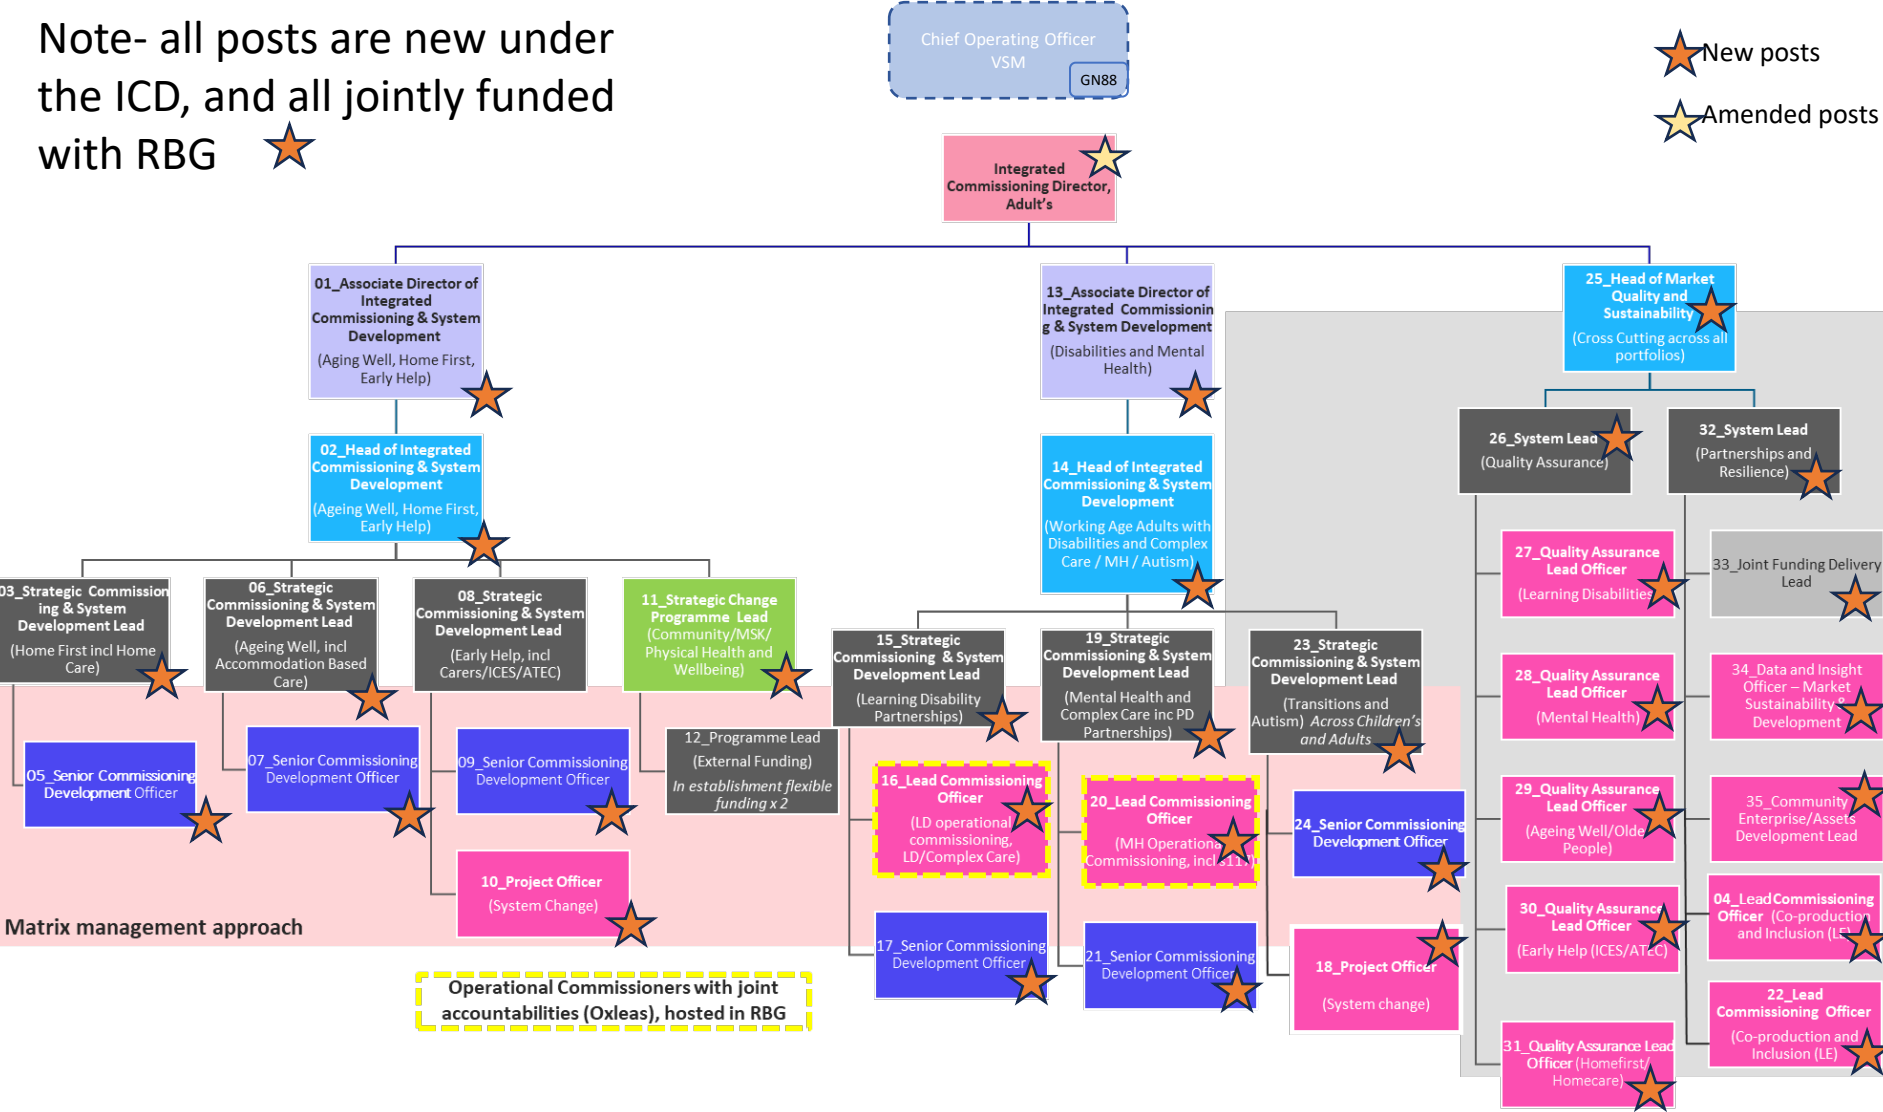 Note- all posts are new under
the ICD, and all jointly funded
with RBG
Chief Operating Officer
VSM
GN88
New posts
Amended posts
Integrated
Commissioning Director,
Adult's
01_Associate Director of
Integrated
Commissioning & System
Development
(Aging Well, Home First,
Early Help)
13_Associate Director of
Integrated Commissionin
g & System Development
(Disabilities and Mental
Health)
25_Head of Market
Quality and
Sustainability
(Cross Cutting across all
portfolios)
02_Head of Integrated
Commissioning & System
Development
(Ageing Well, Home First,
Early Help)
14_Head of Integrated
Commissioning & System
Development
(Working Age Adults with
Disabilities and Complex
Care / MH / Autism)
26_System Lead
(Quality Assurance)
32_System Lead
(Partnerships and
Resilience)
03_Strategic Commission
ing & System
Development Lead
(Home First incl Home
Care)
06_Strategic
Commissioning & System
Development Lead
(Ageing Well, incl
Accommodation Based
Care)
08_Strategic
Commissioning & System
Development Lead
(Early Help, incl
Carers/ICES/ATEC)
11_Strategic Change
Programme Lead
(Community/MSK/
Physical Health and
Wellbeing)
15_Strategic
Commissioning & System
Development Lead
(Learning Disability
Partnerships)
19_Strategic
Commissioning & System
Development Lead
(Mental Health and
Complex Care inc PD
Partnerships)
23_Strategic
Commissioning & System
Development Lead
(Transitions and
Autism) Across Children's
and Adults
05_Senior Commissioning
Development Officer
07_Senior Commissioning
Development Officer
09_Senior Commissioning
Development Officer
12_Programme Lead
(External Funding)
In establishment flexible
funding x 2
10_Project Officer
(System Change)
16_Lead Commissioning
Officer
(LD operational
commissioning,
LD/Complex Care)
20_Lead Commissioning
Officer
(MH Operational
Commissioning, incl s117)
24_Senior Commissioning
Development Officer
17_Senior Commissioning
Development Officer
21_Senior Commissioning
Development Officer
18_Project Officer
(System change)
27_Quality Assurance
Lead Officer
(Learning Disabilities)
28_Quality Assurance
Lead Officer
(Mental Health)
29_Quality Assurance
Lead Officer
(Ageing Well/Older
People)
30_Quality Assurance
Lead Officer
(Early Help (ICES/ATEC)
31_Quality Assurance Lead
Officer (Homefirst/
Homecare)
33_Joint Funding Delivery
Lead
34_Data and Insight
Officer – Market
Sustainability &
Development
35_Community
Enterprise/Assets
Development Lead
04_Lead Commissioning
Officer (Co-production
and Inclusion (LE)
22_Lead
Commissioning Officer
(Co-production and
Inclusion (LE)
Matrix management approach
Operational Commissioners with joint
accountabilities (Oxleas), hosted in RBG